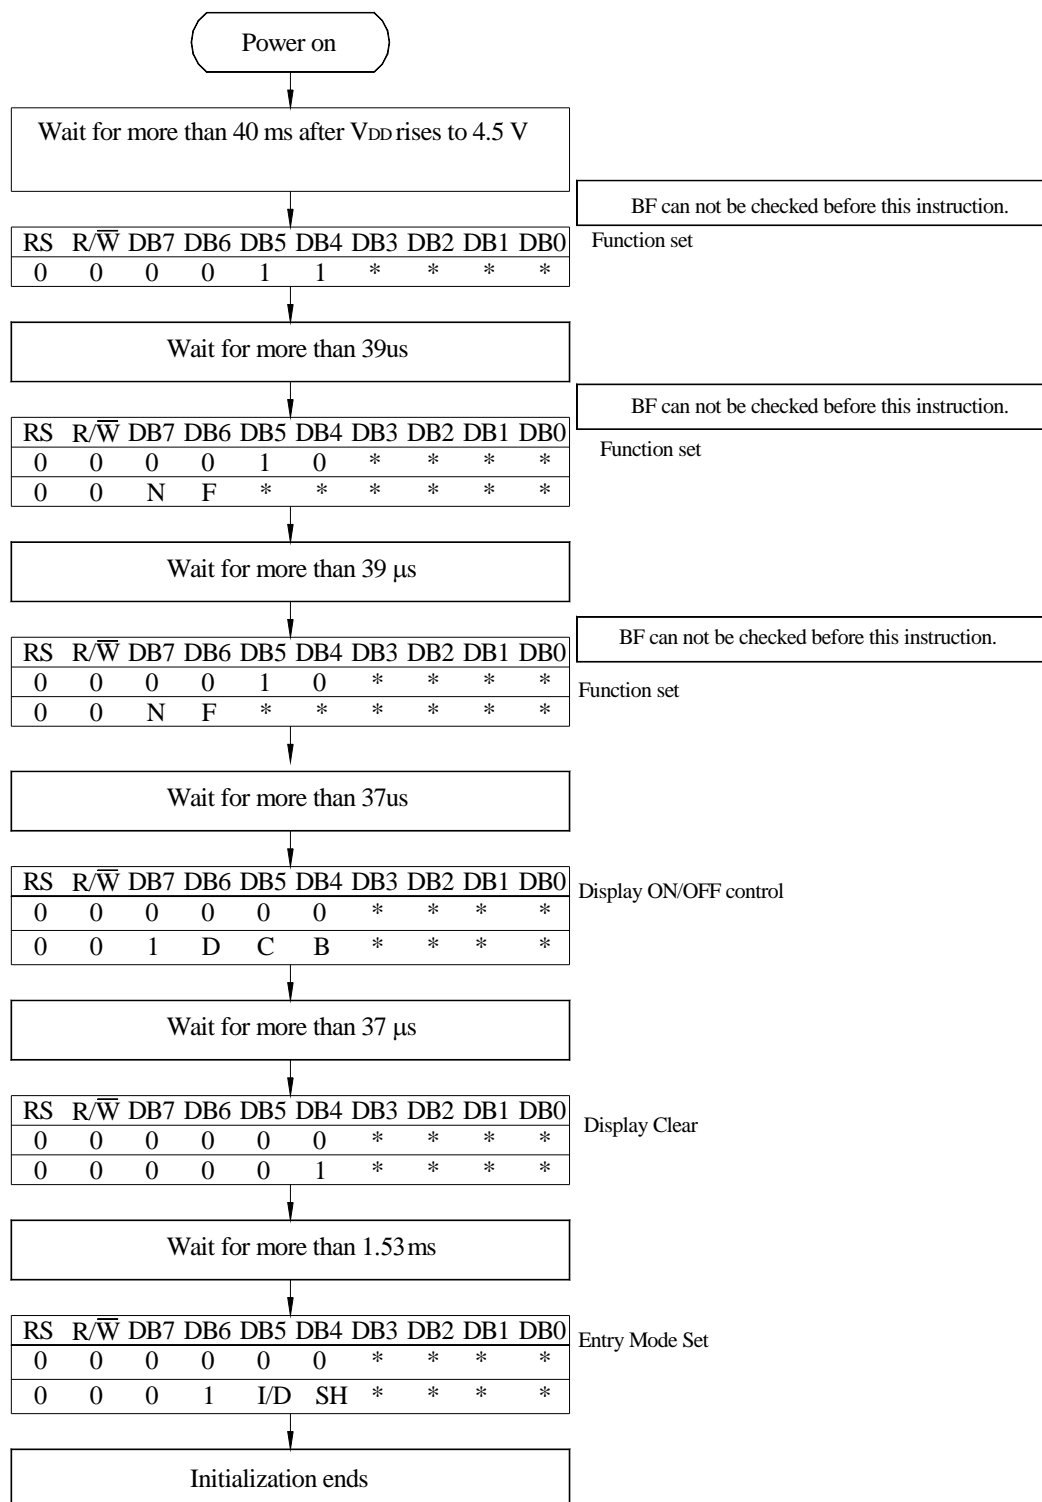 Power on
Wait for more than 40 ms after VDD rises to 4.5 V
BF can not be checked before this instruction.
RS R/W̅ DB7 DB6 DB5 DB4 DB3 DB2 DB1 DB0
Function set
0 0 0 0 1 1 * * * *
Wait for more than 39us
BF can not be checked before this instruction.
RS R/W̅ DB7 DB6 DB5 DB4 DB3 DB2 DB1 DB0
Function set
0 0 0 0 1 0 * * * *
0 0 N F * * * * * *
Wait for more than 39 μs
BF can not be checked before this instruction.
RS R/W̅ DB7 DB6 DB5 DB4 DB3 DB2 DB1 DB0
0 0 0 0 1 0 * * * *
Function set
0 0 N F * * * * * *
Wait for more than 37us
RS R/W̅ DB7 DB6 DB5 DB4 DB3 DB2 DB1 DB0
Display ON/OFF control
0 0 0 0 0 0 * * * *
0 0 1 D C B * * * *
Wait for more than 37 μs
RS R/W̅ DB7 DB6 DB5 DB4 DB3 DB2 DB1 DB0
Display Clear
0 0 0 0 0 0 * * * *
0 0 0 0 0 1 * * * *
Wait for more than 1.53ms
RS R/W̅ DB7 DB6 DB5 DB4 DB3 DB2 DB1 DB0
Entry Mode Set
0 0 0 0 0 0 * * * *
0 0 0 1 I/D SH * * * *
Initialization ends